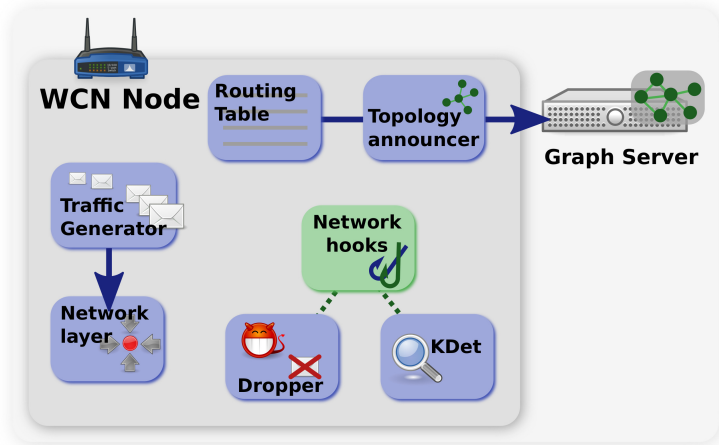 WCN Node
Routing
Table
Topology
announcer
Graph Server
Traffic
Generator
Network
hooks
Network
layer
Dropper
KDet